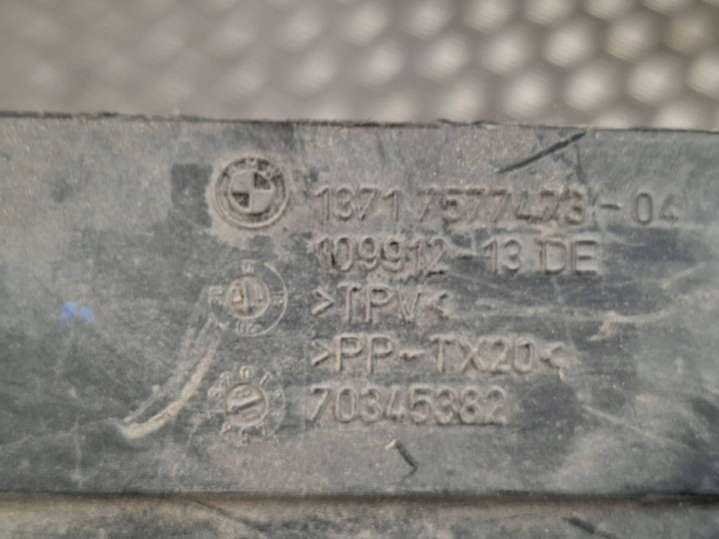 1371 7577473-04
109912-13 DE
>TPV<
>PP-TX20<
70345382